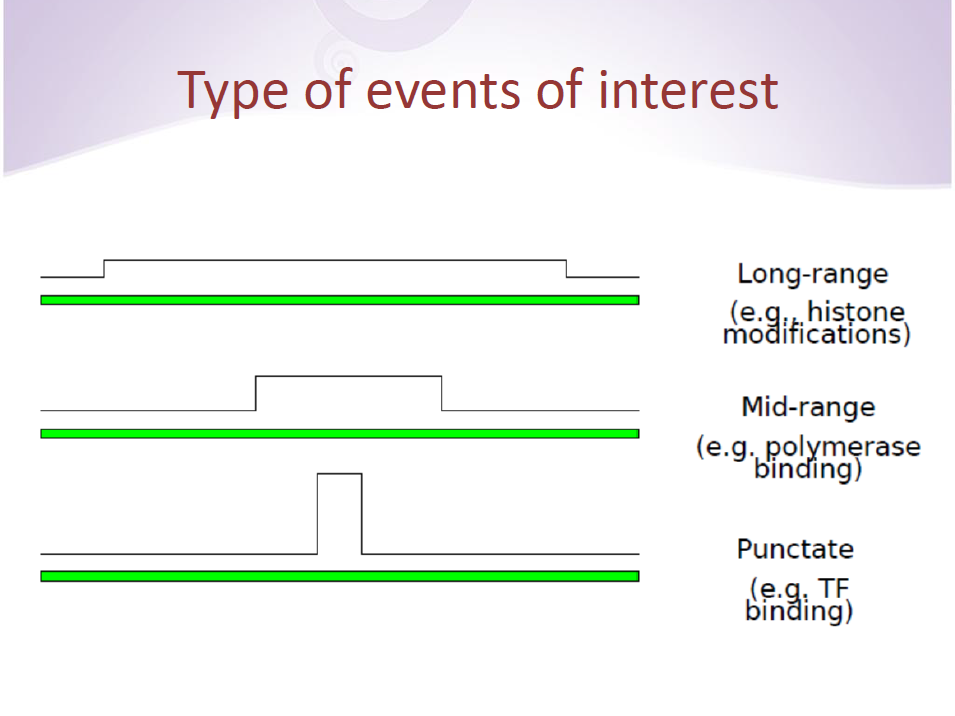 Type of events of interest
Long-range
(e.g., histone
modifications)
Mid-range
(e.g. polymerase
binding)
Punctate
(e.g. TF
binding)